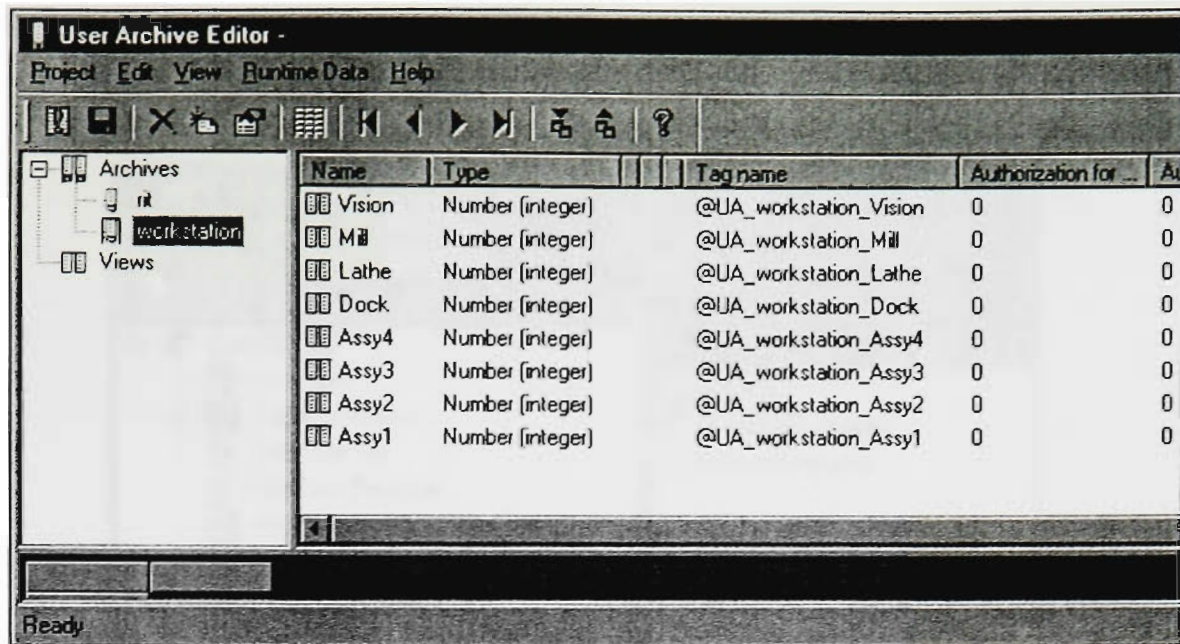 User Archive Editor -
Project Edit View Runtime Data Help
Archives
rit
workstation
Views
Name Type Tag name Authorization for ... Au
Vision Number (integer) @UA_workstation_Vision 0 0
Mill Number (integer) @UA_workstation_Mill 0 0
Lathe Number (integer) @UA_workstation_Lathe 0 0
Dock Number (integer) @UA_workstation_Dock 0 0
Assy4 Number (integer) @UA_workstation_Assy4 0 0
Assy3 Number (integer) @UA_workstation_Assy3 0 0
Assy2 Number (integer) @UA_workstation_Assy2 0 0
Assy1 Number (integer) @UA_workstation_Assy1 0 0
Ready